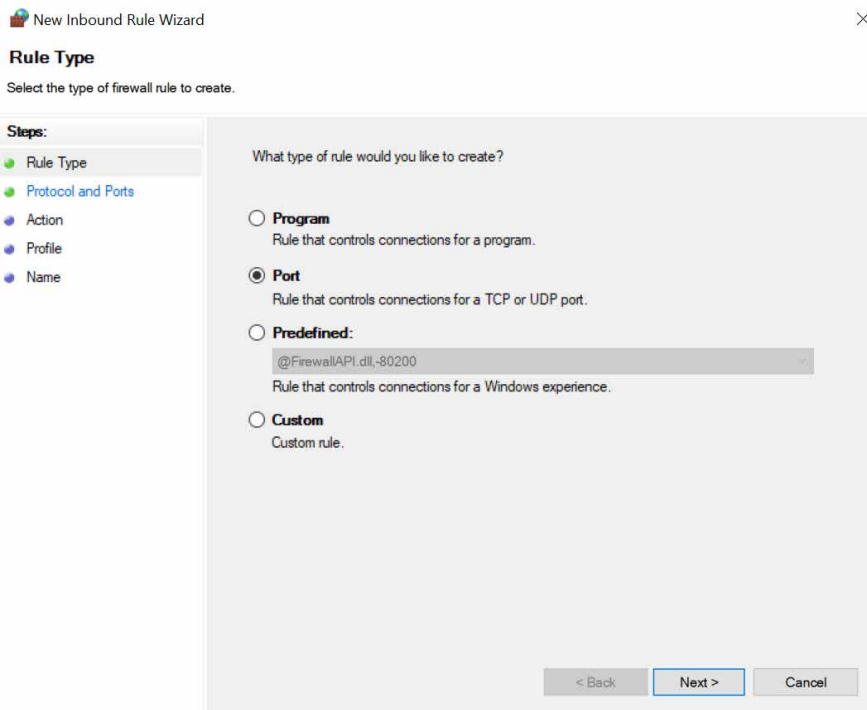 New Inbound Rule Wizard
Rule Type
Select the type of firewall rule to create.
Steps:
Rule Type
Protocol and Ports
Action
Profile
Name
What type of rule would you like to create?
Program
Rule that controls connections for a program.
Port
Rule that controls connections for a TCP or UDP port.
Predefined:
@FirewallAPI.dll,-80200
Rule that controls connections for a Windows experience.
Custom
Custom rule.
< Back Next > Cancel